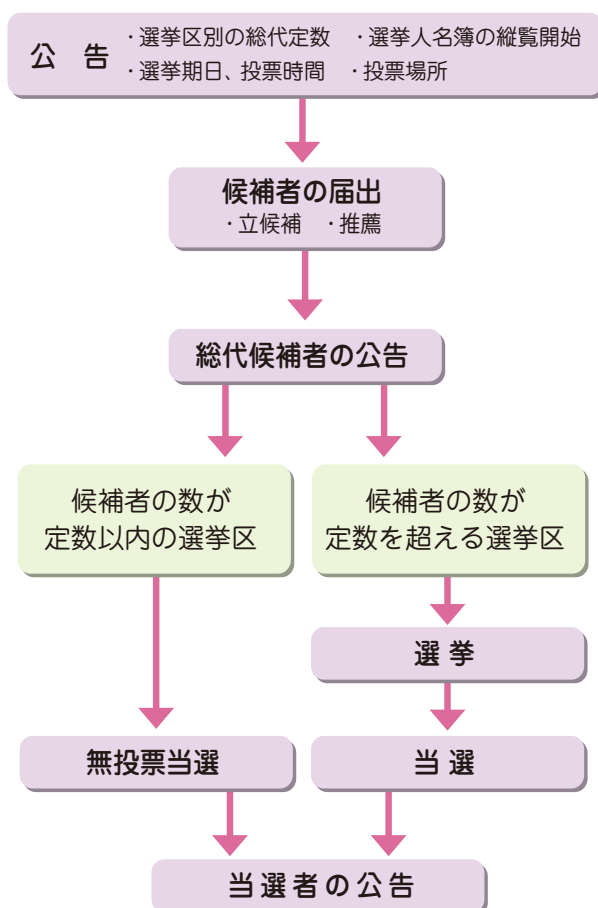 公 告
・選挙区別の総代定数 ・選挙人名簿の縦覧開始
・選挙期日、投票時間 ・投票場所
候補者の届出
・立候補 ・推薦
総代候補者の公告
候補者の数が
定数以内の選挙区
候補者の数が
定数を超える選挙区
選 挙
無投票当選
当 選
当選者の公告